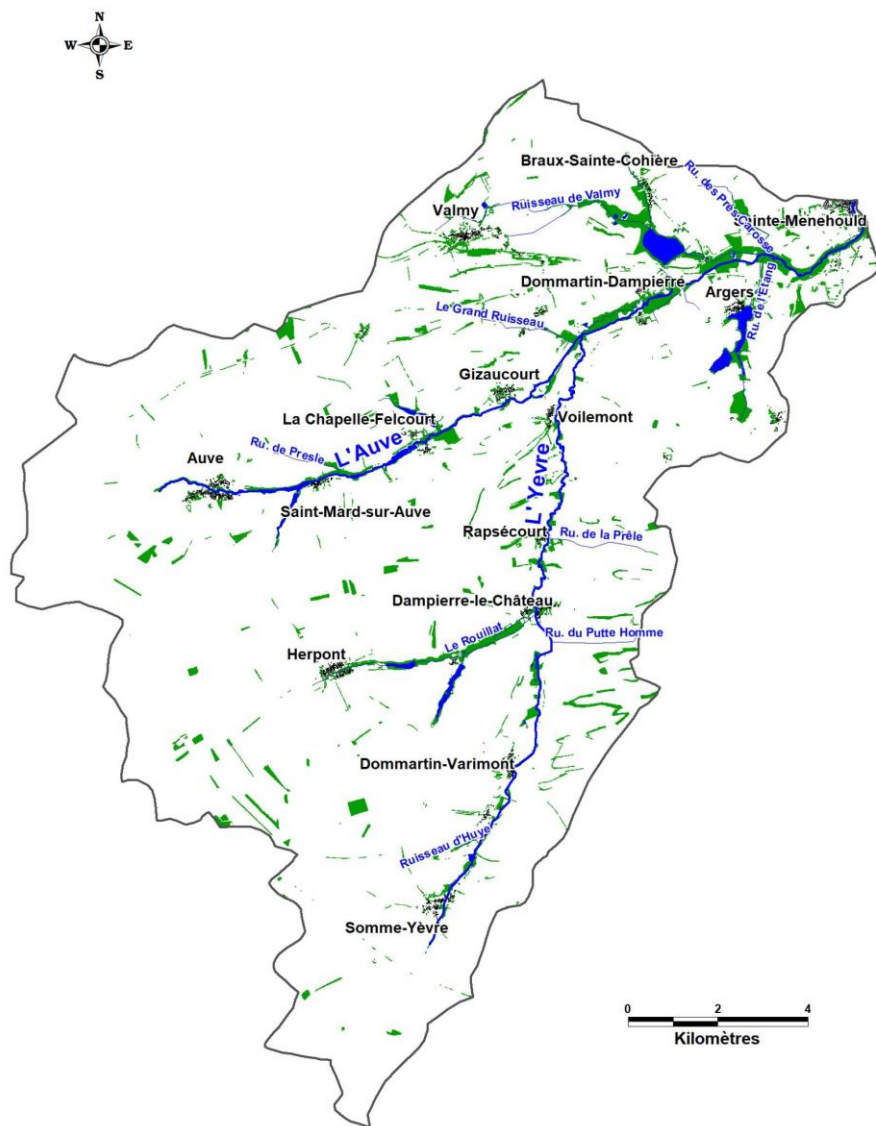 N
W E
S
Braux-Sainte-Cohière
Ru. des Prés Carosse
Ruisseau de Valmy
Valmy
Sainte-Menehould
Dommartin-Dampierre
Argers
Ru. de l'Etang
Le Grand Ruisseau
Gizaucourt
La Chapelle-Felcourt
Voilemont
L'Auve
Ru. de Presle
Auve
L'Yevre
Saint-Mard-sur-Auve
Rapsécourt
Ru. de la Prêle
Dampierre-le-Château
Le Rouillat
Ru. du Putte Homme
Herpont
Dommartin-Varimont
Ruisseau d'Huye
Somme-Yèvre
0 2 4
Kilomètres